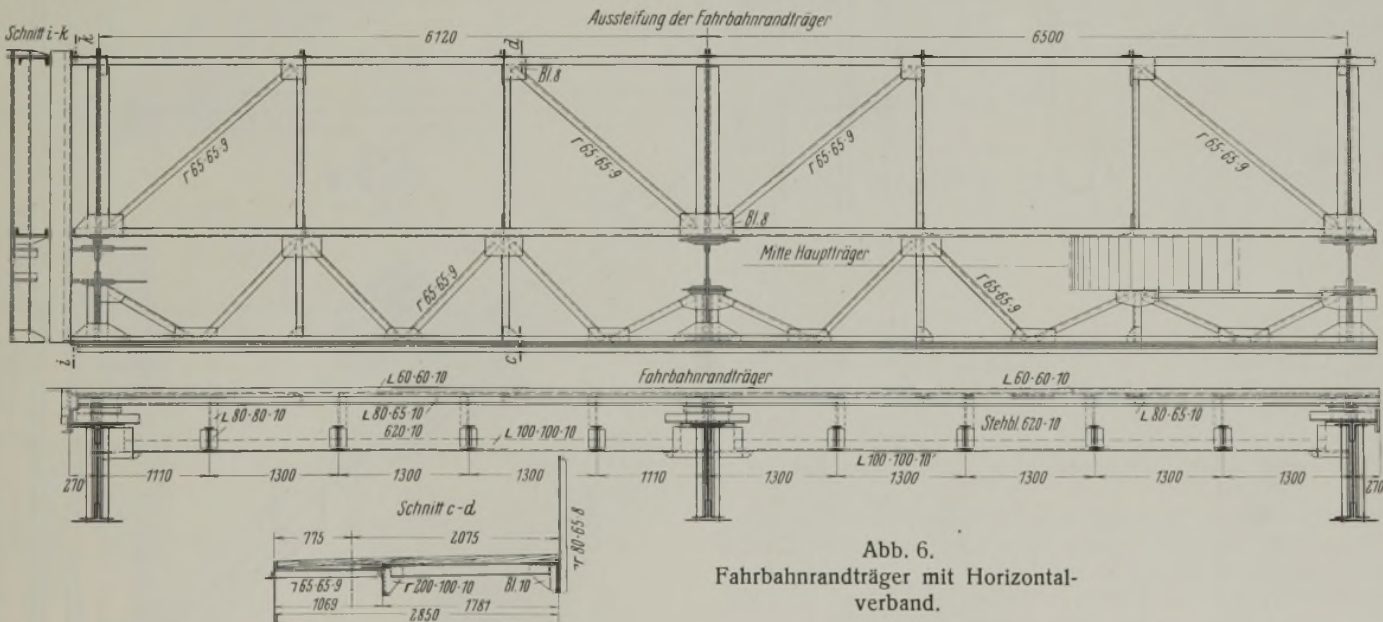 Aussteifung der Fahrbahnrandträger
Schnitt i-k
k
6120
d
6500
Bl. 8
Γ 65·65·9
Γ 65·65·9
Γ 65·65·9
Γ 65·65·9
Bl. 8
Mitte Hauptträger
Γ 65·65·9
Γ 65·65·9
i
c
L 60·60·10
Fahrbahnrandträger
L 60·60·10
L 80·80·10
L 80·65·10
620·10
L 100·100·10
Stehbl. 620·10
L 80·65·10
L 100·100·10
270
1110
1300
1300
1300
1110
1300
1300
1300
1300
1300
270
Schnitt c-d
775
2075
80·65·8
65·65·9
Γ 200·100·10
Bl. 10
1069
1781
2850
Abb. 6.
Fahrbahnrandträger mit Horizontal-
verband.